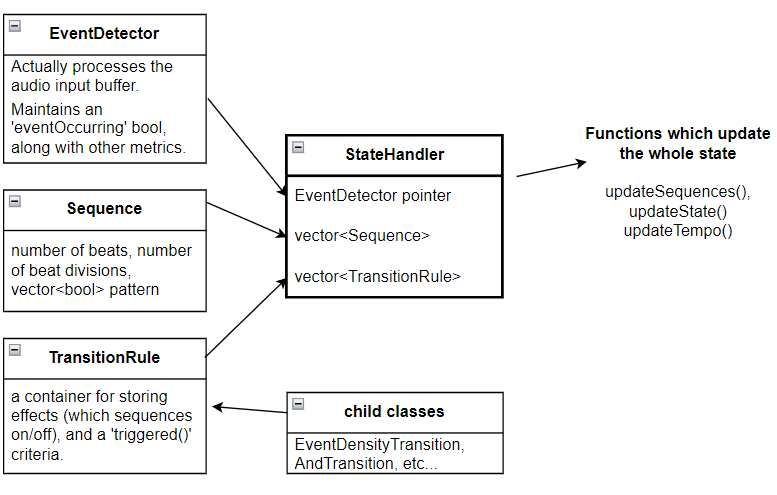 EventDetector
Actually processes the
audio input buffer.
Maintains an
'eventOccurring' bool,
along with other metrics.
Sequence
number of beats, number
of beat divisions,
vector<bool> pattern
TransitionRule
a container for storing
effects (which sequences
on/off), and a 'triggered()'
criteria.
StateHandler
EventDetector pointer
vector<Sequence>
vector<TransitionRule>
child classes
EventDensityTransition,
AndTransition, etc...
Functions which update
the whole state
updateSequences(),
updateState()
updateTempo()